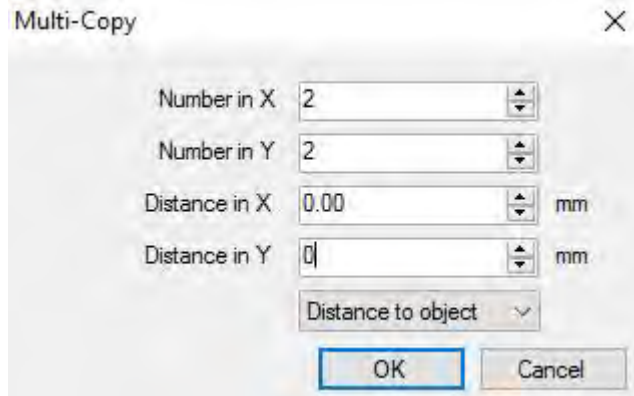 Multi-Copy
Number in X 2
Number in Y 2
Distance in X 0.00 mm
Distance in Y 0 mm
Distance to object
OK Cancel